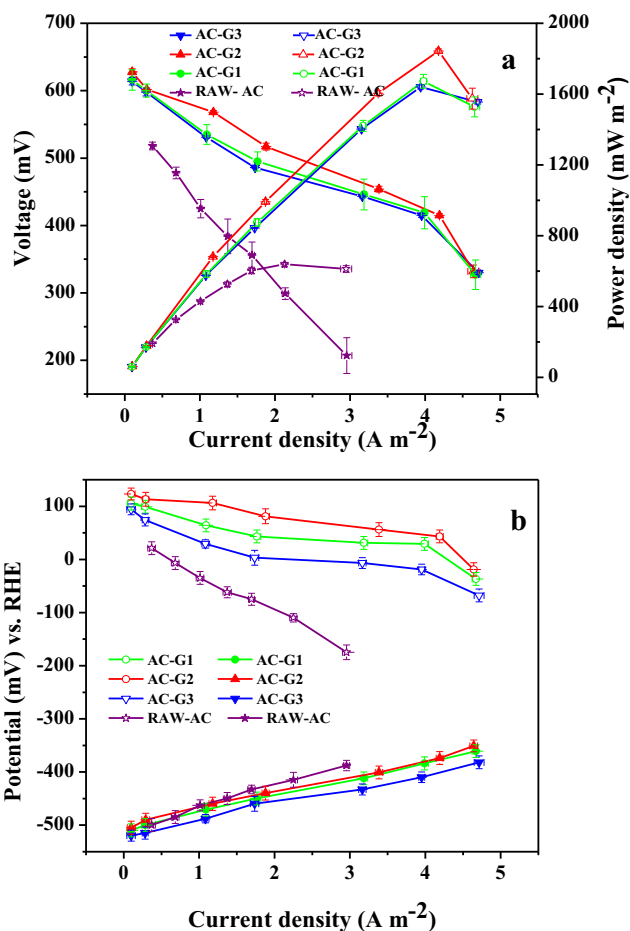 700
600
500
400
300
200
Voltage (mV)
AC-G3 AC-G3
AC-G2 AC-G2
AC-G1 AC-G1
RAW- AC RAW- AC
a
2000
1600
1200
800
400
0
Power density (mW m-2)
0 1 2 3 4 5
Current density (A m-2)
100
0
-100
-200
-300
-400
-500
Potential (mV) vs. RHE
b
AC-G1 AC-G1
AC-G2 AC-G2
AC-G3 AC-G3
RAW-AC RAW-AC
0 1 2 3 4 5
Current density (A m-2)